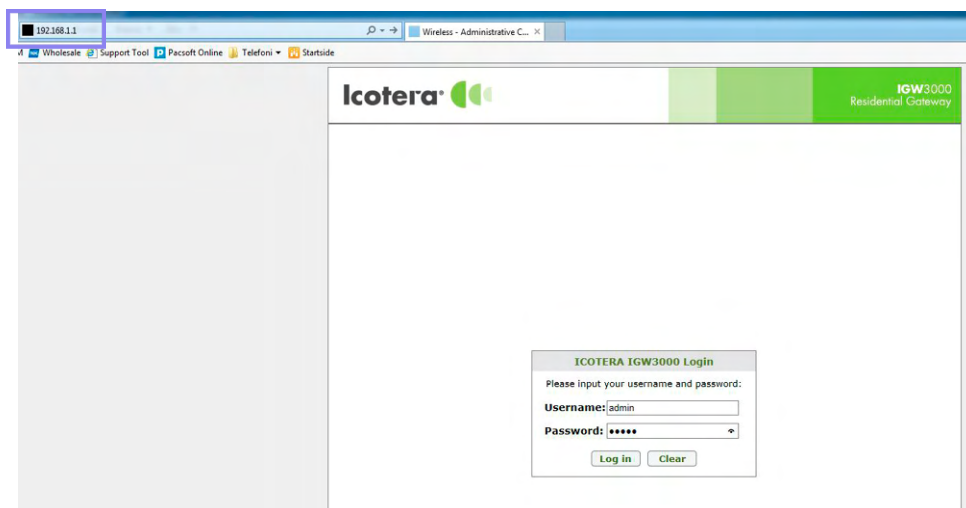 192.168.1.1
Wireless - Administrative C...
Wholesale Support Tool Pacsoft Online Telefoni Startside
Icotera
IGW3000
Residential Gateway
ICOTERA IGW3000 Login
Please input your username and password:
Username: admin
Password: •••••
Log in Clear